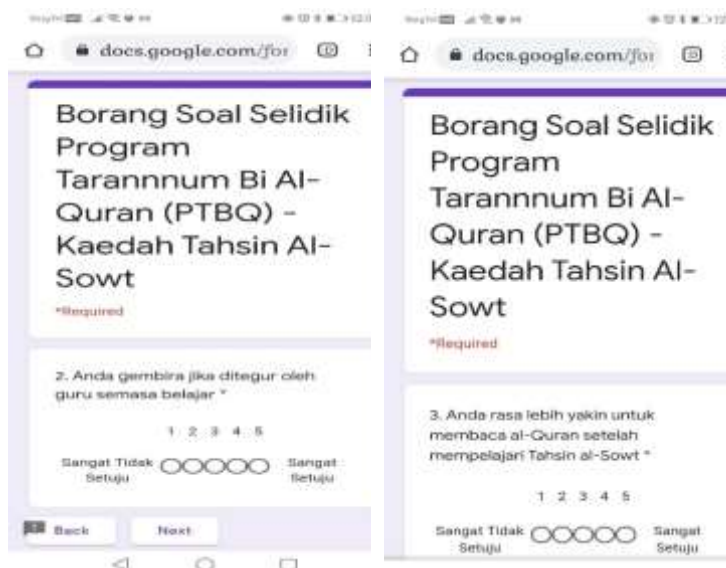 docs.google.com/for
Borang Soal Selidik
Program
Tarannnum Bi Al-
Quran (PTBQ) -
Kaedah Tahsin Al-
Sowt
*Required
2. Anda gembira jika ditegur oleh
guru semasa belajar *
1 2 3 4 5
Sangat Tidak
Setuju
Sangat
Setuju
Back
Next
docs.google.com/for
Borang Soal Selidik
Program
Tarannnum Bi Al-
Quran (PTBQ) -
Kaedah Tahsin Al-
Sowt
*Required
3. Anda rasa lebih yakin untuk
membaca al-Quran setelah
mempelajari Tahsin al-Sowt *
1 2 3 4 5
Sangat Tidak
Setuju
Sangat
Setuju